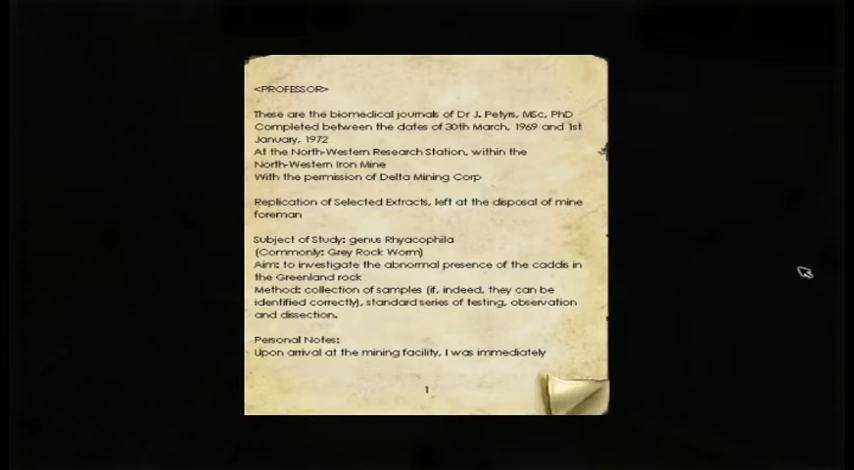 <PROFESSOR>
These are the biomedical journals of Dr J. Petyrs, MSc, PhD
Completed between the dates of 30th March, 1969 and 1st
January, 1972
At the North-Western Research Station, within the
North-Western Iron Mine
With the permission of Delta Mining Corp
Replication of Selected Extracts, left at the disposal of mine
foreman
Subject of Study: genus Rhyacophila
(Commonly: Grey Rock Worm)
Aim: to investigate the abnormal presence of the caddis in
the Greenland rock
Method: collection of samples (if, indeed, they can be
identified correctly), standard series of testing, observation
and dissection.
Personal Notes:
Upon arrival at the mining facility, I was immediately
1